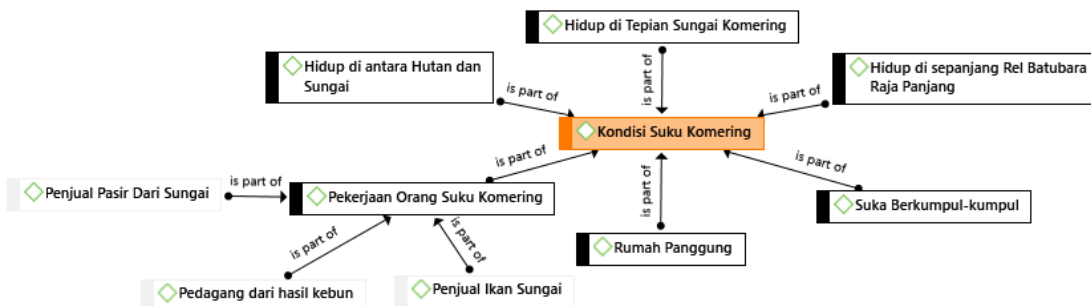 Hidup di Tepian Sungai Komering
Hidup di antara Hutan dan
Sungai
Hidup di sepanjang Rel Batubara
Raja Panjang
is part of
is part of
is part of
Kondisi Suku Komering
is part of
is part of
is part of
Penjual Pasir Dari Sungai
is part of
Pekerjaan Orang Suku Komering
Suka Berkumpul-kumpul
Rumah Panggung
is part of
is part of
Pedagang dari hasil kebun
Penjual Ikan Sungai